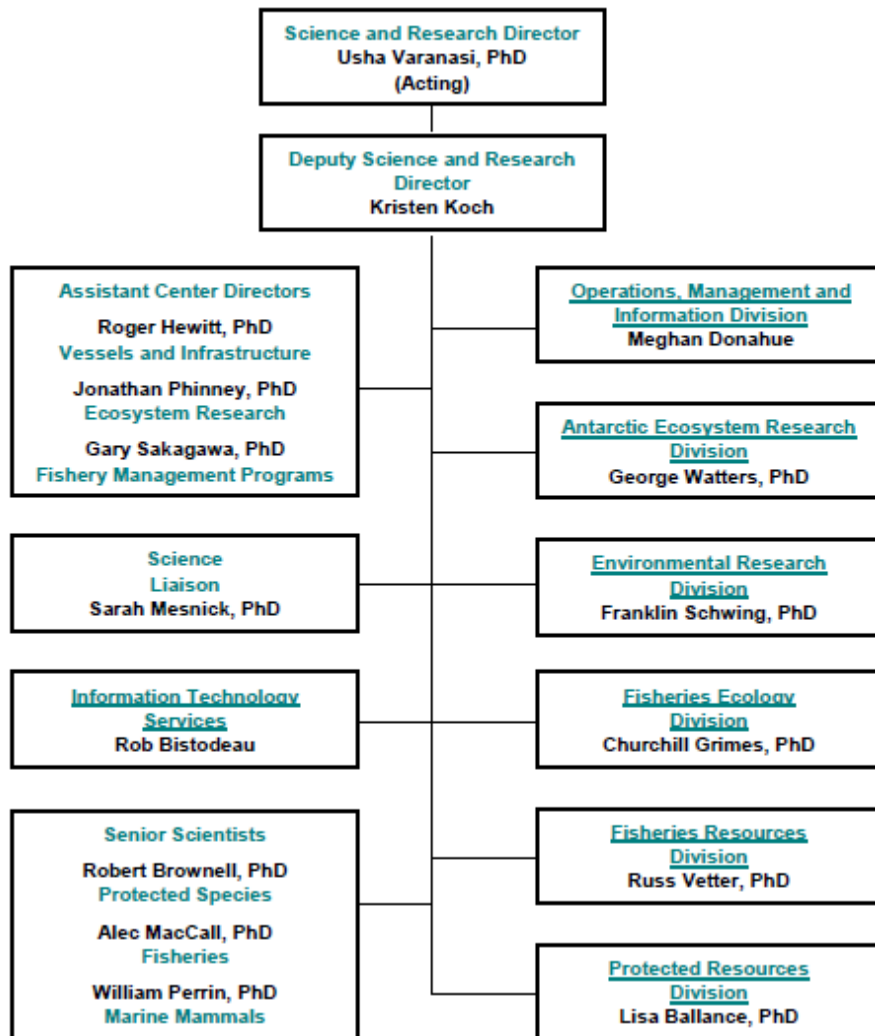 Science and Research Director
Usha Varanasi, PhD
(Acting)
Deputy Science and Research
Director
Kristen Koch
Assistant Center Directors
Roger Hewitt, PhD
Vessels and Infrastructure
Jonathan Phinney, PhD
Ecosystem Research
Gary Sakagawa, PhD
Fishery Management Programs
Science
Liaison
Sarah Mesnick, PhD
Information Technology
Services
Rob Bistodeau
Senior Scientists
Robert Brownell, PhD
Protected Species
Alec MacCall, PhD
Fisheries
William Perrin, PhD
Marine Mammals
Operations, Management and
Information Division
Meghan Donahue
Antarctic Ecosystem Research
Division
George Watters, PhD
Environmental Research
Division
Franklin Schwing, PhD
Fisheries Ecology
Division
Churchill Grimes, PhD
Fisheries Resources
Division
Russ Vetter, PhD
Protected Resources
Division
Lisa Ballance, PhD